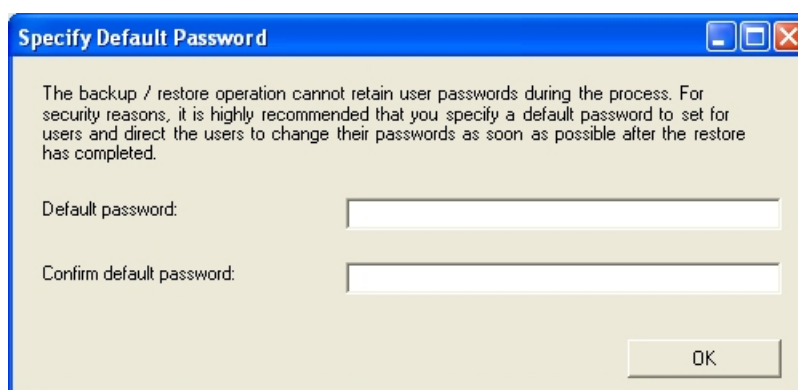 Specify Default Password
The backup / restore operation cannot retain user passwords during the process. For
security reasons, it is highly recommended that you specify a default password to set for
users and direct the users to change their passwords as soon as possible after the restore
has completed.
Default password:
Confirm default password:
OK